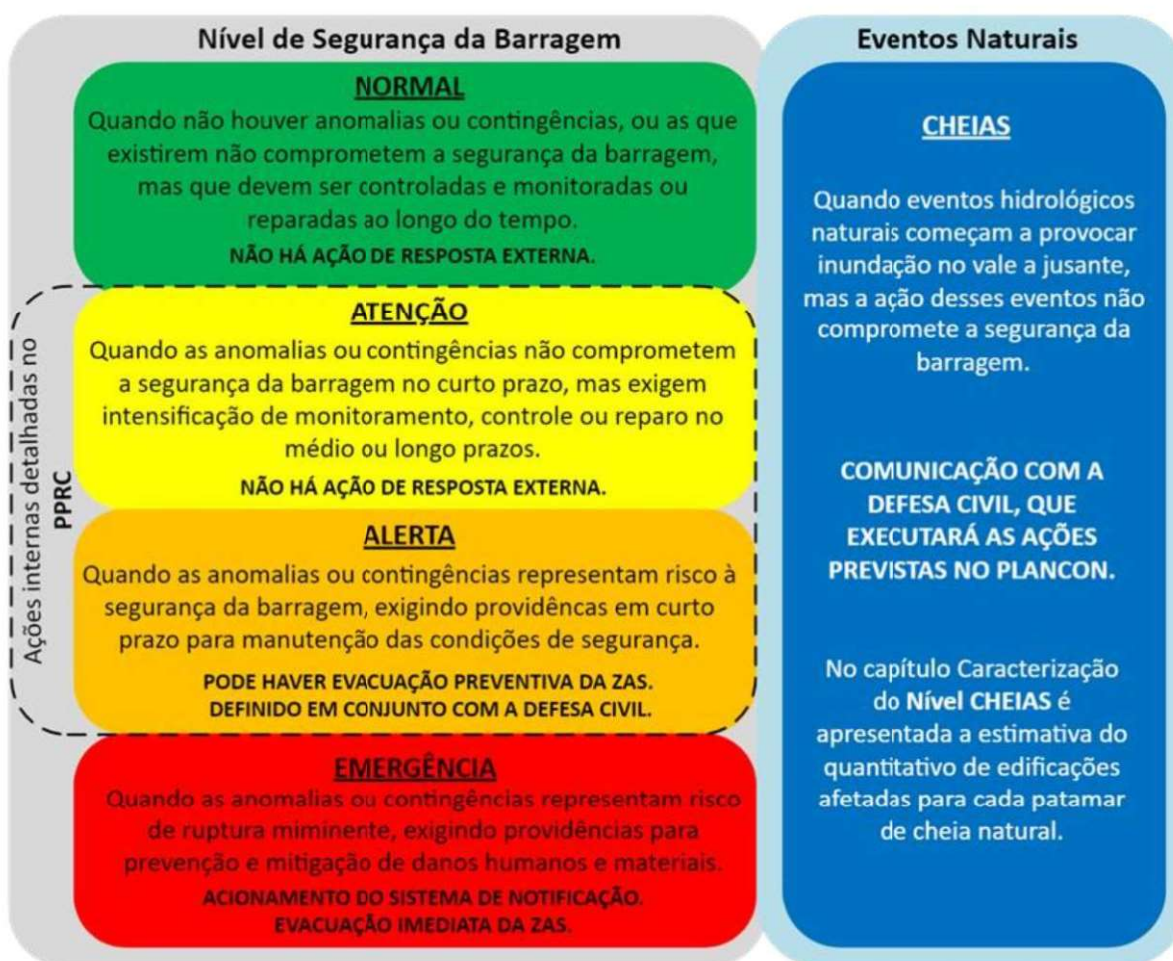 Nível de Segurança da Barragem
NORMAL
Quando não houver anomalias ou contingências, ou as que
existirem não comprometem a segurança da barragem,
mas que devem ser controladas e monitoradas ou
reparadas ao longo do tempo.
NÃO HÁ AÇÃO DE RESPOSTA EXTERNA.
Ações internas detalhadas no
PPRC
ATENÇÃO
Quando as anomalias ou contingências não comprometem
a segurança da barragem no curto prazo, mas exigem
intensificação de monitoramento, controle ou reparo no
médio ou longo prazos.
NÃO HÁ AÇÃO DE RESPOSTA EXTERNA.
ALERTA
Quando as anomalias ou contingências representam risco à
segurança da barragem, exigindo providêncas em curto
prazo para manutenção das condições de segurança.
PODE HAVER EVACUAÇÃO PREVENTIVA DA ZAS.
DEFINIDO EM CONJUNTO COM A DEFESA CIVIL.
EMERGÊNCIA
Quando as anomalias ou contingências representam risco
de ruptura miminente, exigindo providências para
prevenção e mitigação de danos humanos e materiais.
ACIONAMENTO DO SISTEMA DE NOTIFICAÇÃO.
EVACUAÇÃO IMEDIATA DA ZAS.
Eventos Naturais
CHEIAS
Quando eventos hidrológicos
naturais começam a provocar
inundação no vale a jusante,
mas a ação desses eventos não
compromete a segurança da
barragem.
COMUNICAÇÃO COM A
DEFESA CIVIL, QUE
EXECUTARÁ AS AÇÕES
PREVISTAS NO PLANCON.
No capítulo Caracterização
do Nível CHEIAS é
apresentada a estimativa do
quantitativo de edificações
afetadas para cada patamar
de cheia natural.